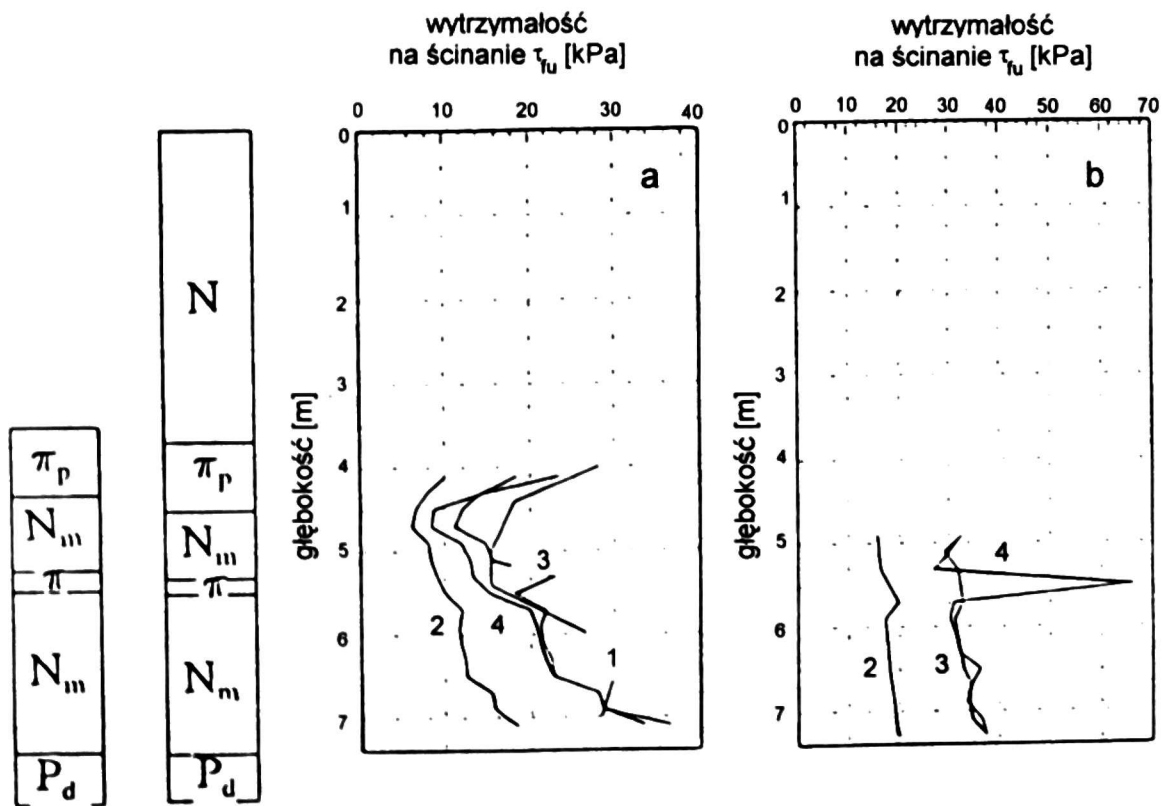 wytrzymałość
na ścinanie τfu [kPa]
0 10 20 30 40
a
0
1
2
3
4
5
6
7
głębokość [m]
3
2
4
1
wytrzymałość
na ścinanie τfu [kPa]
0 10 20 30 40 50 60 70
b
0
1
2
3
4
5
6
7
głębokość [m]
4
2
3
πp
Nm
π
Nm
Pd
N
πp
Nm
π
Nm
Pd